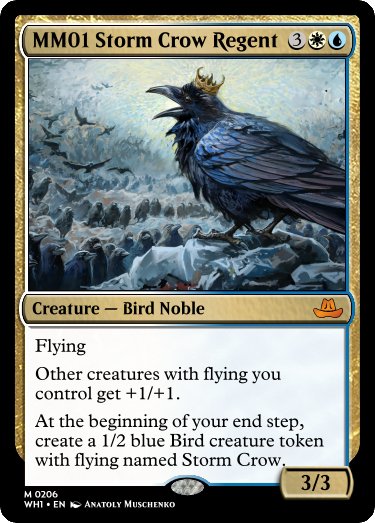 MM01 Storm Crow Regent 3
Creature — Bird Noble
Flying
Other creatures with flying you
control get +1/+1.
At the beginning of your end step,
create a 1/2 blue Bird creature token
with flying named Storm Crow.
3/3
M 0206
WH1 • EN Anatoly Muschenko